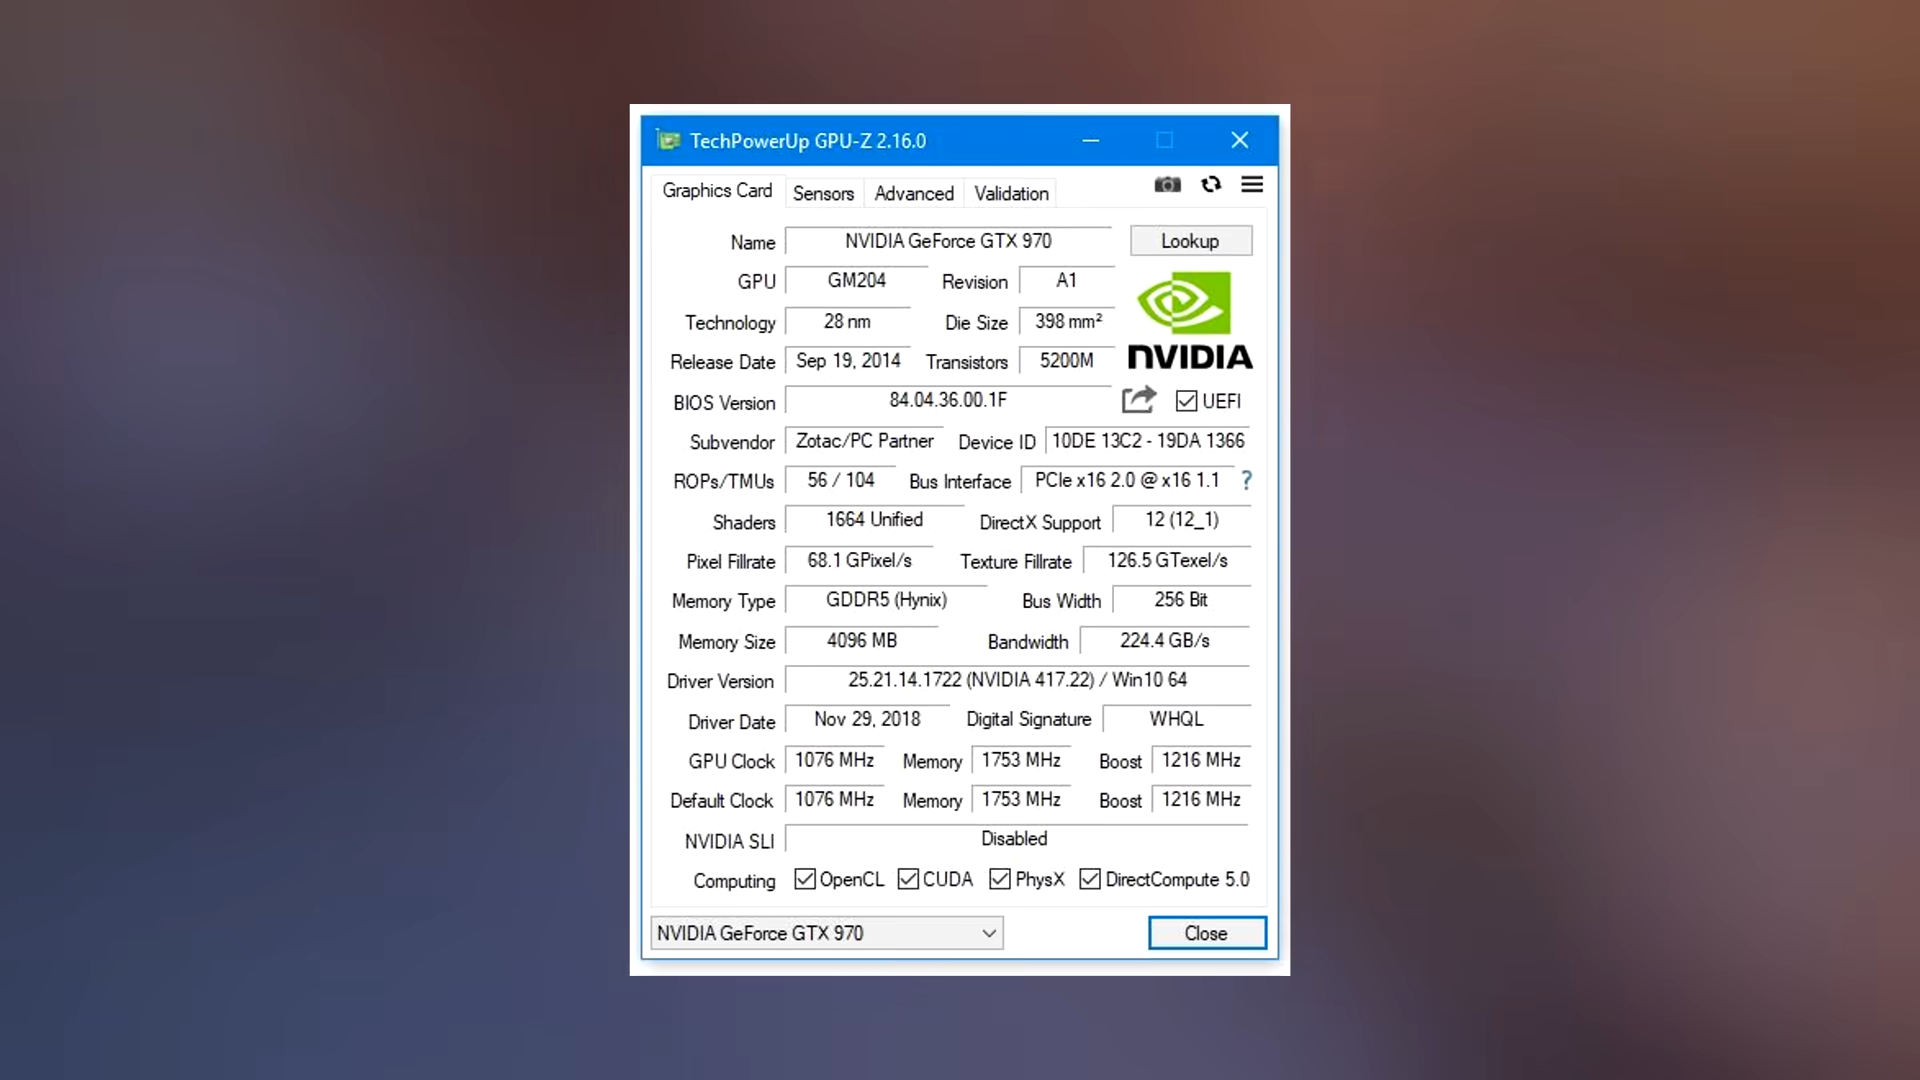 TechPowerUp GPU-Z 2.16.0
Graphics Card Sensors Advanced Validation
Name NVIDIA GeForce GTX 970 Lookup
GPU GM204 Revision A1
Technology 28 nm Die Size 398 mm²
Release Date Sep 19, 2014 Transistors 5200M
NVIDIA
BIOS Version 84.04.36.00.1F UEFI
Subvendor Zotac/PC Partner Device ID 10DE 13C2 - 19DA 1366
ROPs/TMUs 56 / 104 Bus Interface PCIe x16 2.0 @ x16 1.1 ?
Shaders 1664 Unified DirectX Support 12 (12_1)
Pixel Fillrate 68.1 GPixel/s Texture Fillrate 126.5 GTexel/s
Memory Type GDDR5 (Hynix) Bus Width 256 Bit
Memory Size 4096 MB Bandwidth 224.4 GB/s
Driver Version 25.21.14.1722 (NVIDIA 417.22) / Win10 64
Driver Date Nov 29, 2018 Digital Signature WHQL
GPU Clock 1076 MHz Memory 1753 MHz Boost 1216 MHz
Default Clock 1076 MHz Memory 1753 MHz Boost 1216 MHz
NVIDIA SLI Disabled
Computing OpenCL CUDA PhysX DirectCompute 5.0
NVIDIA GeForce GTX 970 Close